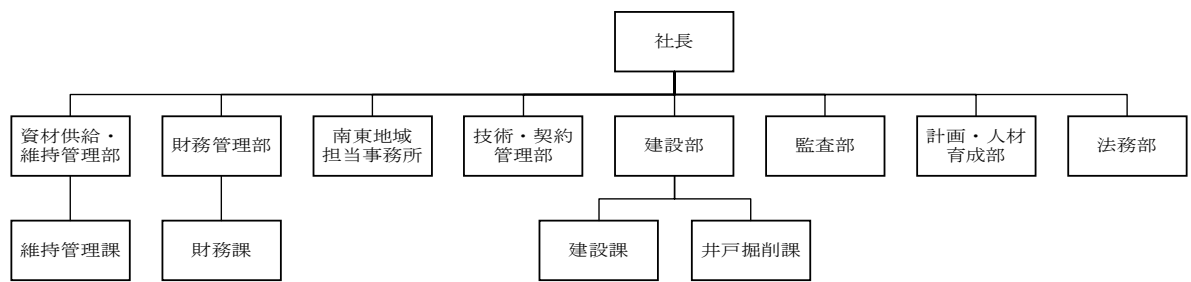 社長
資材供給・
維持管理部
財務管理部
南東地域
担当事務所
技術・契約
管理部
建設部
監査部
計画・人材
育成部
法務部
維持管理課
財務課
建設課
井戸掘削課